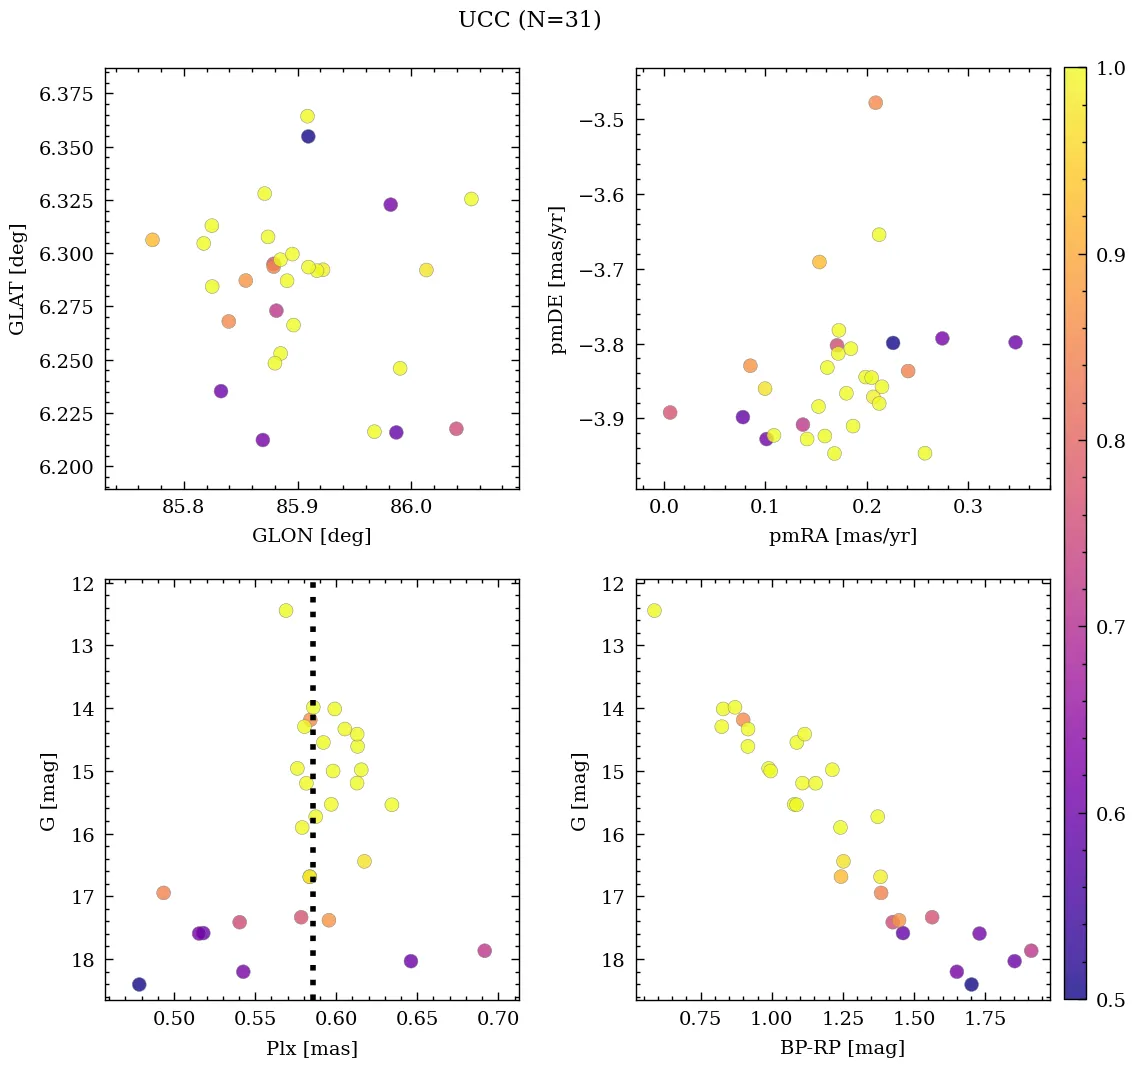 UCC (N=31)
6.375
6.350
6.325
6.300
6.275
6.250
6.225
6.200
GLAT [deg]
85.8 85.9 86.0
GLON [deg]
−3.5
−3.6
−3.7
−3.8
−3.9
pmDE [mas/yr]
0.0 0.1 0.2 0.3
pmRA [mas/yr]
12
13
14
15
16
17
18
G [mag]
0.50 0.55 0.60 0.65 0.70
Plx [mas]
12
13
14
15
16
17
18
G [mag]
0.75 1.00 1.25 1.50 1.75
BP-RP [mag]
1.0
0.9
0.8
0.7
0.6
0.5